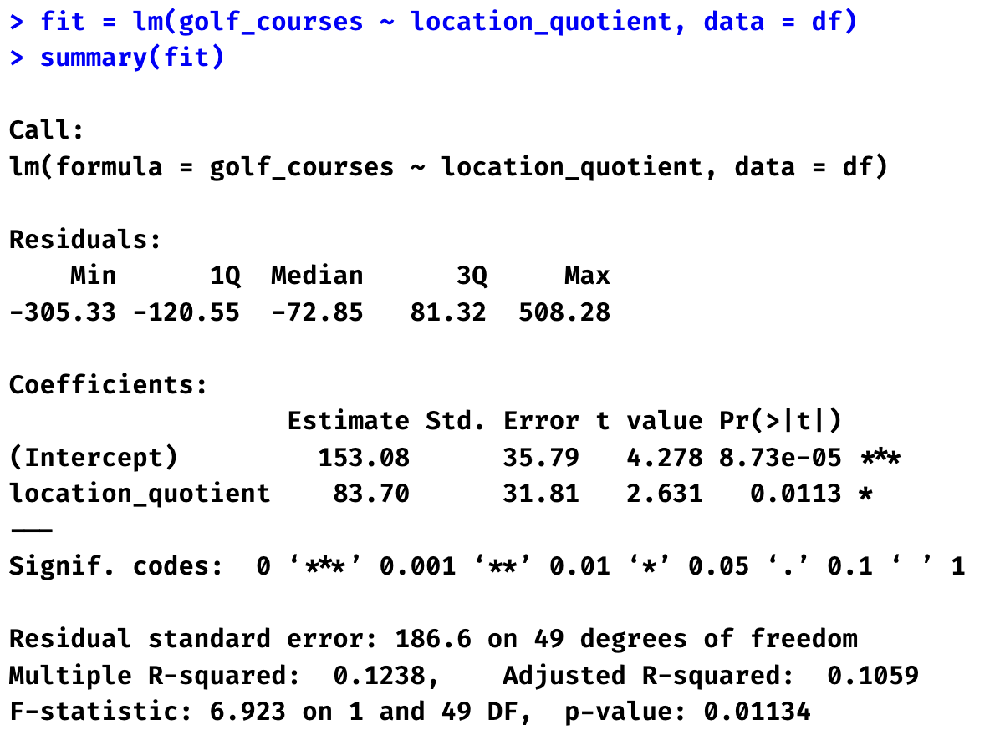 > fit = lm(golf_courses ~ location_quotient, data = df)
> summary(fit)

Call:
lm(formula = golf_courses ~ location_quotient, data = df)

Residuals:
    Min      1Q  Median      3Q     Max
-305.33 -120.55  -72.85   81.32  508.28

Coefficients:
                  Estimate Std. Error t value Pr(>|t|)
(Intercept)         153.08      35.79   4.278 8.73e-05 ***
location_quotient    83.70      31.81   2.631   0.0113 *
---
Signif. codes:  0 ‘***’ 0.001 ‘**’ 0.01 ‘*’ 0.05 ‘.’ 0.1 ‘ ’ 1

Residual standard error: 186.6 on 49 degrees of freedom
Multiple R-squared:  0.1238,    Adjusted R-squared:  0.1059
F-statistic: 6.923 on 1 and 49 DF,  p-value: 0.01134